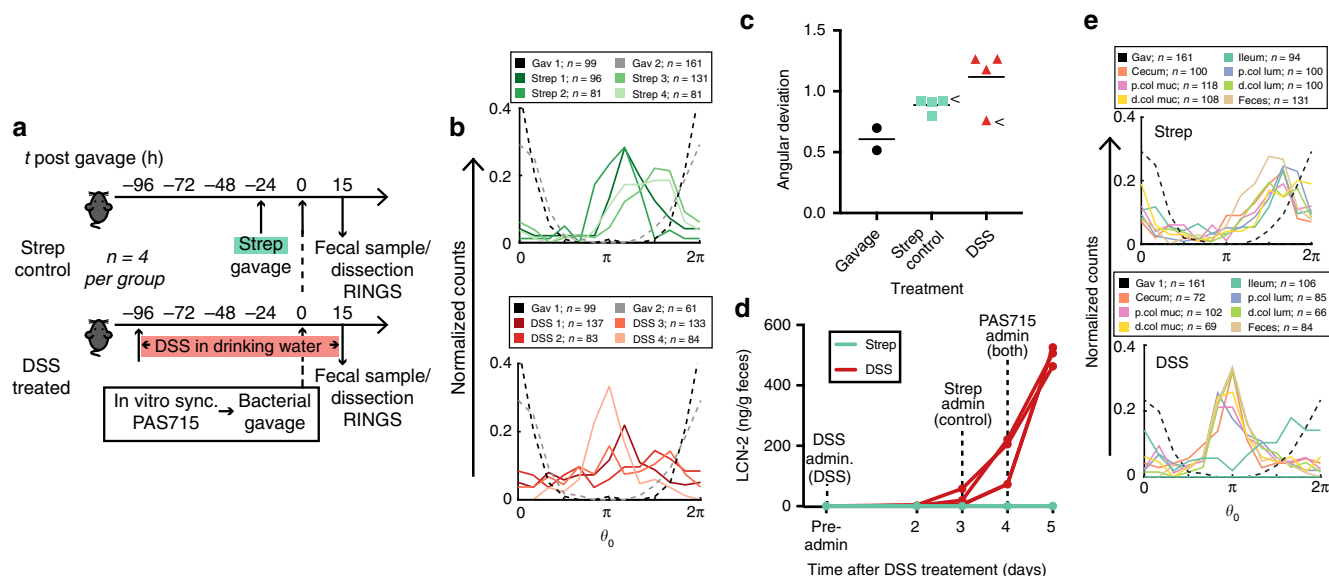 a
t post gavage (h)
−96 −72 −48 −24 0 15
Strep
control
n = 4
per group
Strep
gavage
Fecal sample/
dissection
RINGS
−96 −72 −48 −24 0 15
DSS in drinking water
DSS
treated
In vitro sync.
PAS715
Bacterial
gavage
Fecal sample/
dissection
RINGS
b
Gav 1; n = 99 Gav 2; n = 161
Strep 1; n = 96 Strep 3; n = 131
Strep 2; n = 81 Strep 4; n = 81
0.4
0.2
0
0 π 2π
Normalized counts
Gav 1; n = 99 Gav 2; n = 61
DSS 1; n = 137 DSS 3; n = 133
DSS 2; n = 83 DSS 4; n = 84
0.4
0.2
0
0 π 2π
θ0
c
1.5
1.0
0.5
0.0
Angular deviation
<
<
Gavage
Strep
control
DSS
Treatment
d
600
400
200
0
LCN-2 (ng/g feces)
Strep
DSS
DSS
admin.
(DSS)
Strep
admin
(control)
PAS715
admin
(both)
Pre-
admin
2 3 4 5
Time after DSS treatement (days)
e
Gav; n = 161 Ileum; n = 94
Cecum; n = 100 p.col lum; n = 100
p.col muc; n = 118 d.col lum; n = 100
d.col muc; n = 108 Feces; n = 131
Strep
0.4
0.2
0
0 π 2π
Normalized counts
Gav 1; n = 161 Ileum; n = 106
Cecum; n = 72 p.col lum; n = 85
p.col muc; n = 102 d.col lum; n = 66
d.col muc; n = 69 Feces; n = 84
DSS
0.4
0.2
0
0 π 2π
θ0